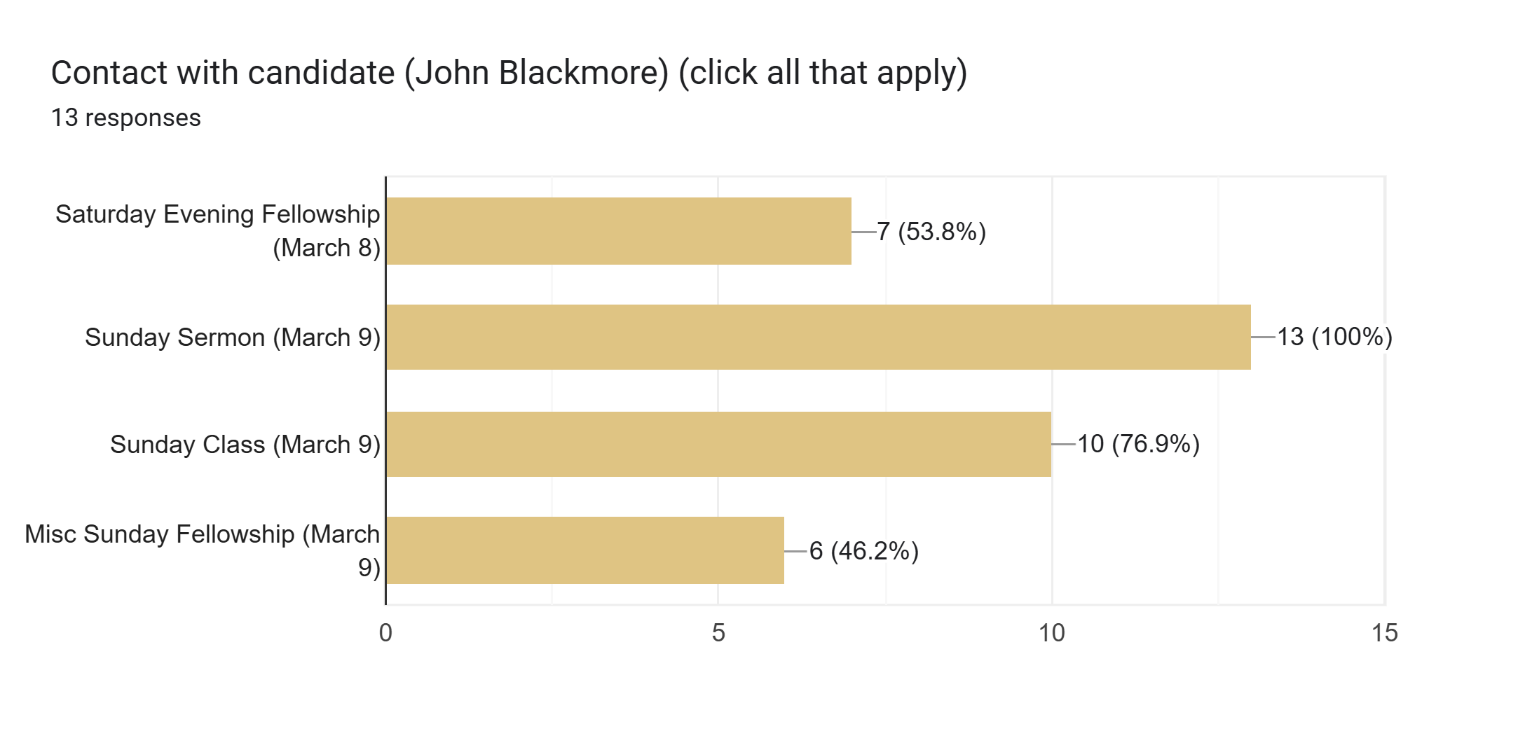 Contact with candidate (John Blackmore) (click all that apply)
13 responses
Saturday Evening Fellowship
(March 8)
7 (53.8%)
Sunday Sermon (March 9)
13 (100%)
Sunday Class (March 9)
10 (76.9%)
Misc Sunday Fellowship (March
9)
6 (46.2%)
0 5 10 15